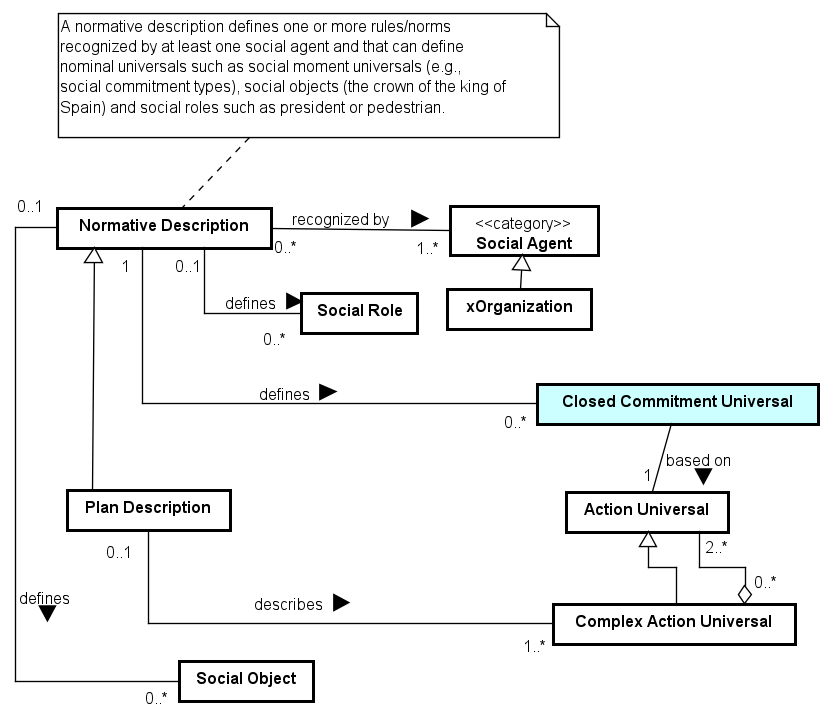 A normative description defines one or more rules/norms
recognized by at least one social agent and that can define
nominal universals such as social moment universals (e.g.,
social commitment types), social objects (the crown of the king of
Spain) and social roles such as president or pedestrian.
0..1
Normative Description
recognized by
0..*
1..*
<<category>>
Social Agent
1
0..1
defines
0..*
Social Role
xOrganization
defines
0..*
Closed Commitment Universal
based on
1
Plan Description
0..1
Action Universal
2..*
0..*
defines
describes
1..*
Complex Action Universal
0..*
Social Object